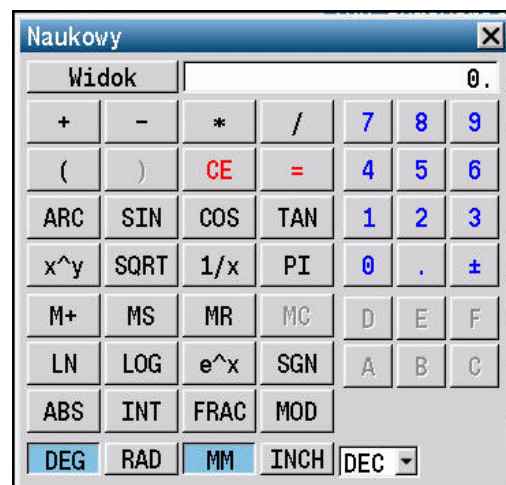 Naukowy
Widok 0.
+ - * / 7 8 9
( ) CE = 4 5 6
ARC SIN COS TAN 1 2 3
x^y SQRT 1/x PI 0 . ±
M+ MS MR MC D E F
LN LOG e^x SGN A B C
ABS INT FRAC MOD
DEG RAD MM INCH DEC